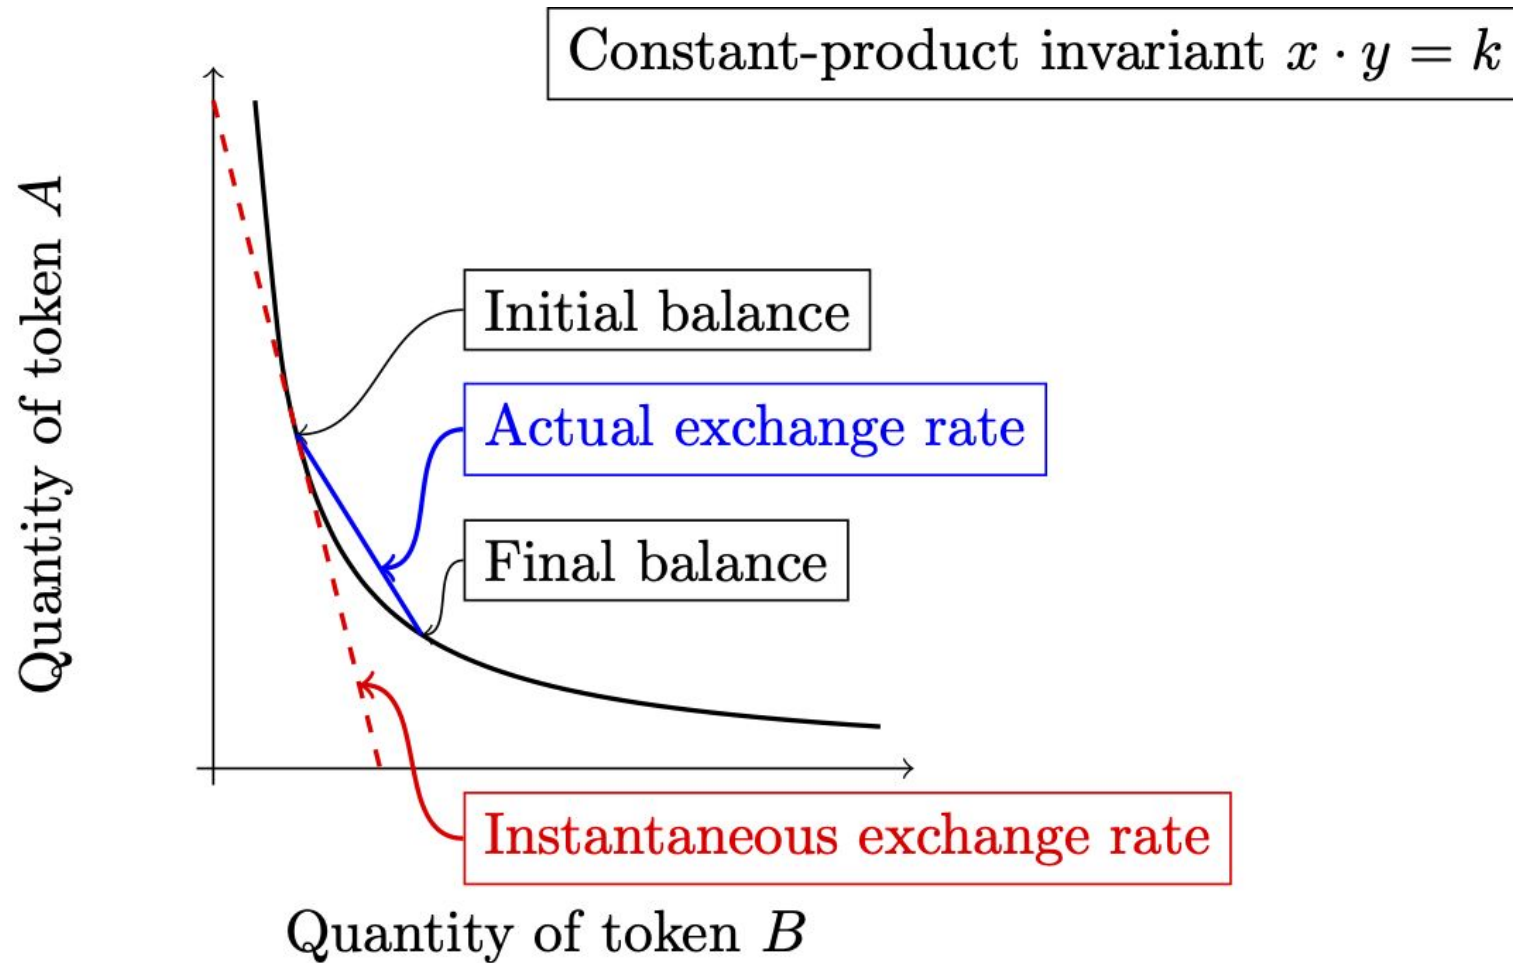 Constant-product invariant x · y = k
Quantity of token A
Initial balance
Actual exchange rate
Final balance
Instantaneous exchange rate
Quantity of token B